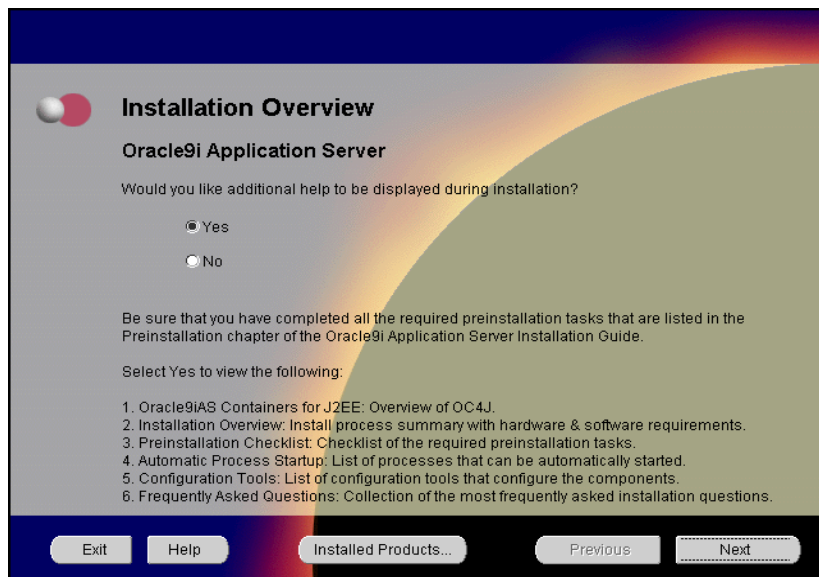 Installation Overview
Oracle9i Application Server
Would you like additional help to be displayed during installation?
Yes
No
Be sure that you have completed all the required preinstallation tasks that are listed in the
Preinstallation chapter of the Oracle9i Application Server Installation Guide.
Select Yes to view the following:
1. Oracle9iAS Containers for J2EE: Overview of OC4J.
2. Installation Overview: Install process summary with hardware & software requirements.
3. Preinstallation Checklist: Checklist of the required preinstallation tasks.
4. Automatic Process Startup: List of processes that can be automatically started.
5. Configuration Tools: List of configuration tools that configure the components.
6. Frequently Asked Questions: Collection of the most frequently asked installation questions.
Exit Help Installed Products... Previous Next